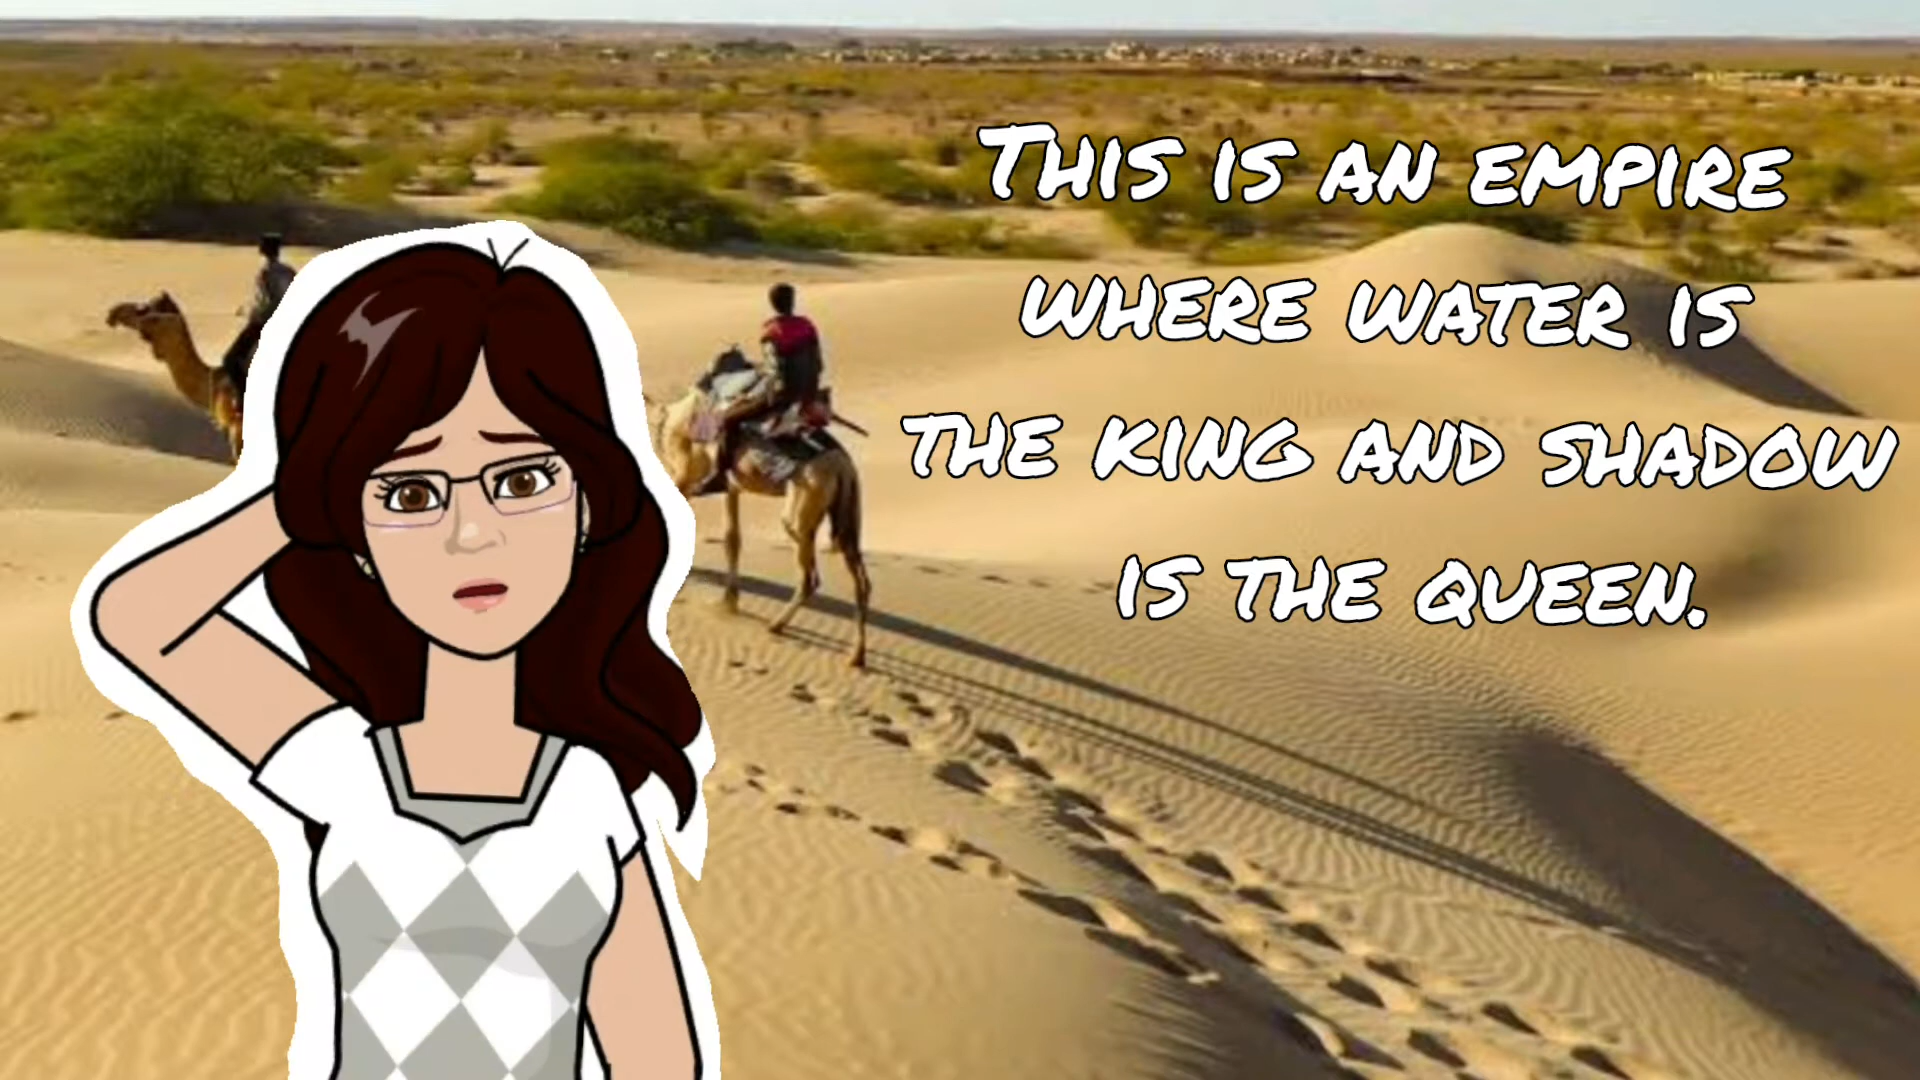 This is an empire
where water is
the king and shadow
is the queen.